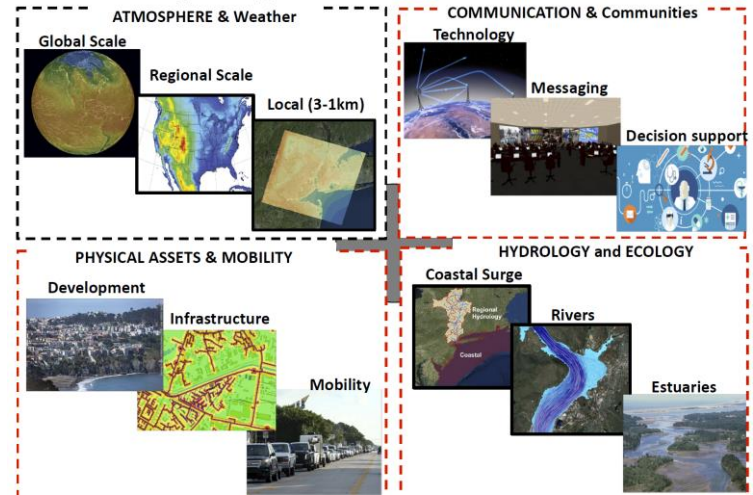 ATMOSPHERE & Weather
Global Scale
Regional Scale
Local (3-1km)
COMMUNICATION & Communities
Technology
Messaging
Decision support
PHYSICAL ASSETS & MOBILITY
Development
Infrastructure
Mobility
HYDROLOGY and ECOLOGY
Coastal Surge
Regional
Hydrology
Coastal
Rivers
Estuaries